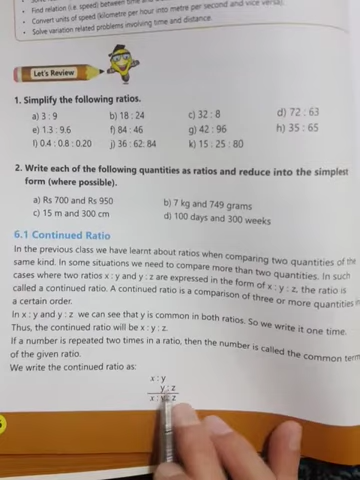 Find relation (i.e. speed) between time and
• Convert units of speed (kilometre per hour into metre per second and vice versa).
• Solve variation related problems involving time and distance.
Let's Review
1. Simplify the following ratios.
a) 3 : 9 b) 18 : 24 c) 32 : 8 d) 72 : 63
e) 1.3 : 9.6 f) 84 : 46 g) 42 : 96 h) 35 : 65
I) 0.4 : 0.8 : 0.20 j) 36 : 62: 84 k) 15 : 25 : 80
2. Write each of the following quantities as ratios and reduce into the simplest
form (where possible).
a) Rs 700 and Rs 950 b) 7 kg and 749 grams
c) 15 m and 300 cm d) 100 days and 300 weeks
6.1 Continued Ratio
In the previous class we have learnt about ratios when comparing two quantities of the
same kind. In some situations we need to compare more than two quantities. In such
cases where two ratios x : y and y : z are expressed in the form of x : y : z, the ratio is
called a continued ratio. A continued ratio is a comparison of three or more quantities in
a certain order.
In x : y and y : z we can see that y is common in both ratios. So we write it one time.
Thus, the continued ratio will be x : y : z.
If a number is repeated two times in a ratio, then the number is called the common term
of the given ratio.
We write the continued ratio as:
x : y
y : z
x : y : z